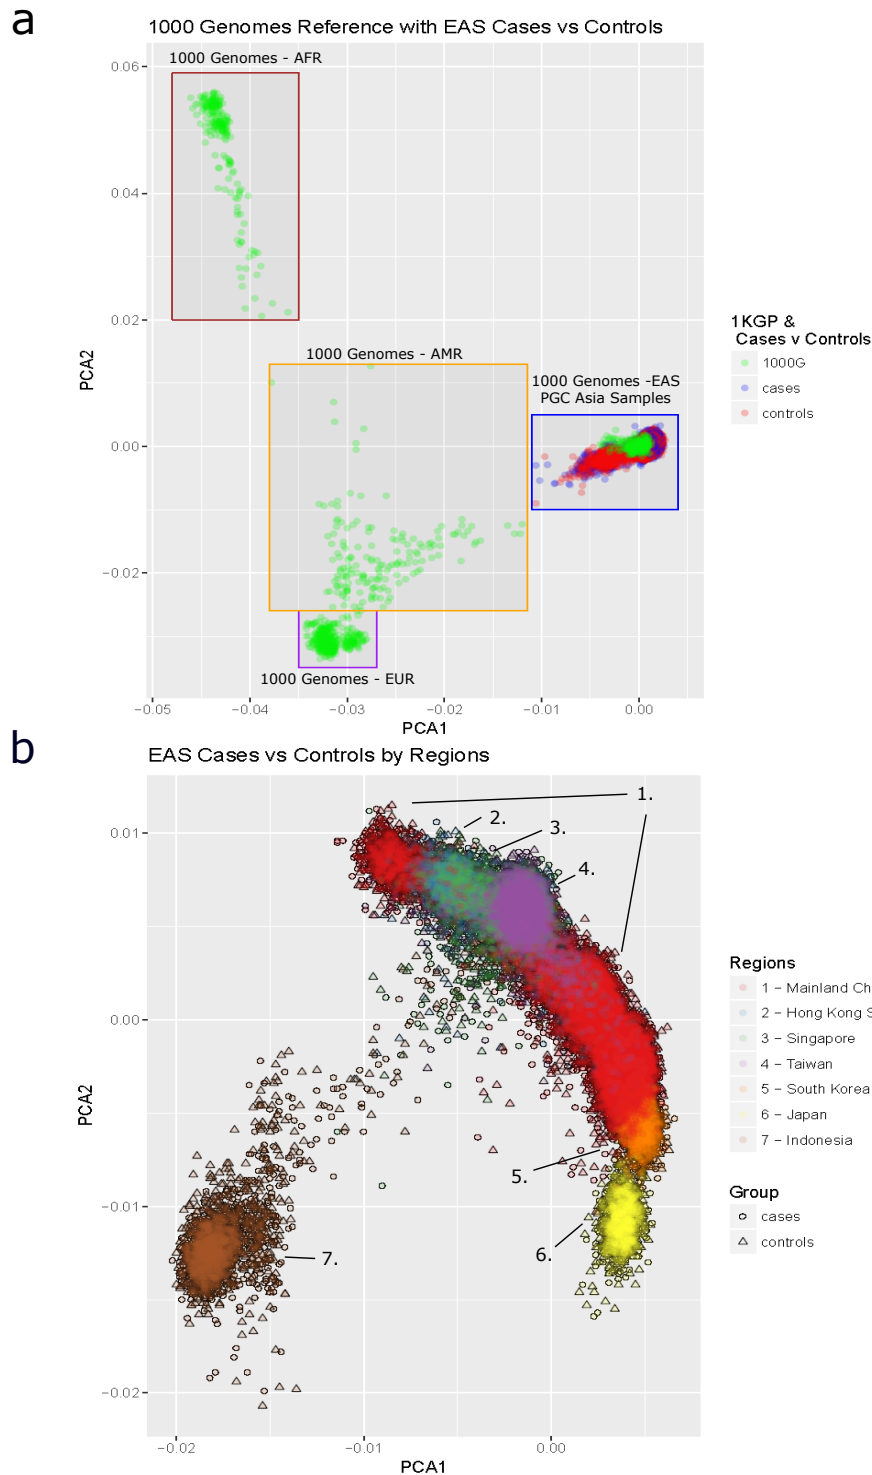 a
1000 Genomes Reference with EAS Cases vs Controls
1000 Genomes - AFR
0.06
0.04
0.02
0.00
−0.02
PCA2
1000 Genomes - AMR
1000 Genomes -EAS
PGC Asia Samples
1000 Genomes - EUR
−0.05
−0.04
−0.03
−0.02
−0.01
0.00
PCA1
1KGP &
Cases v Controls
1000G
cases
controls
b
EAS Cases vs Controls by Regions
0.01
0.00
−0.01
−0.02
PCA2
1.
2.
3.
4.
5.
6.
7.
−0.02
−0.01
0.00
PCA1
Regions
1 − Mainland Ch
2 − Hong Kong S
3 − Singapore
4 − Taiwan
5 − South Korea
6 − Japan
7 − Indonesia
Group
cases
controls